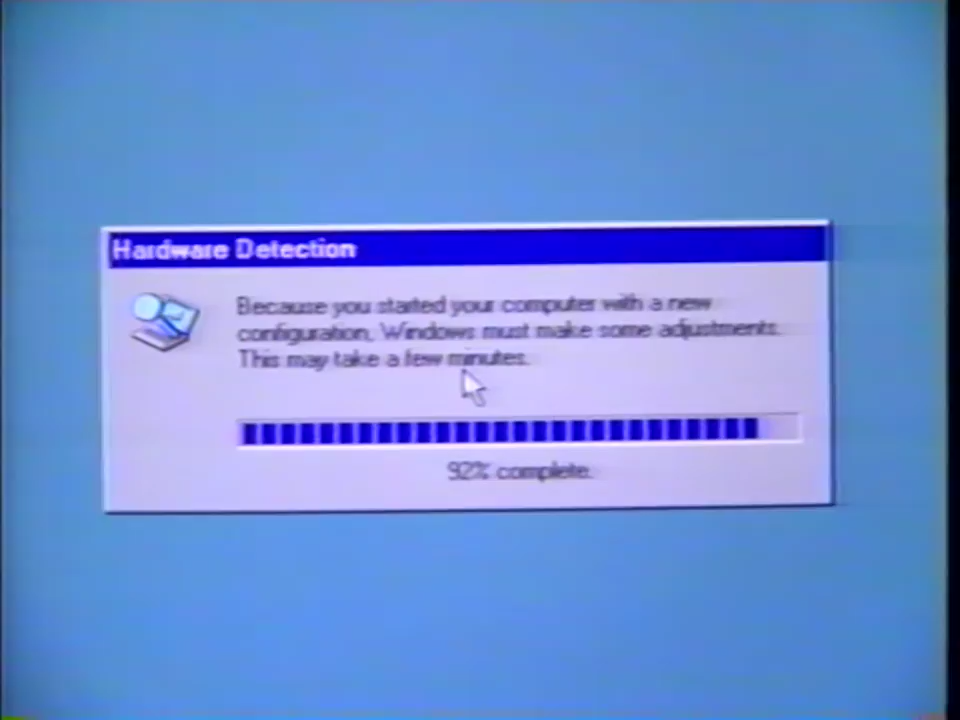 Hardware Detection
Because you started your computer with a new
configuration, Windows must make some adjustments.
This may take a few minutes.
92% complete.